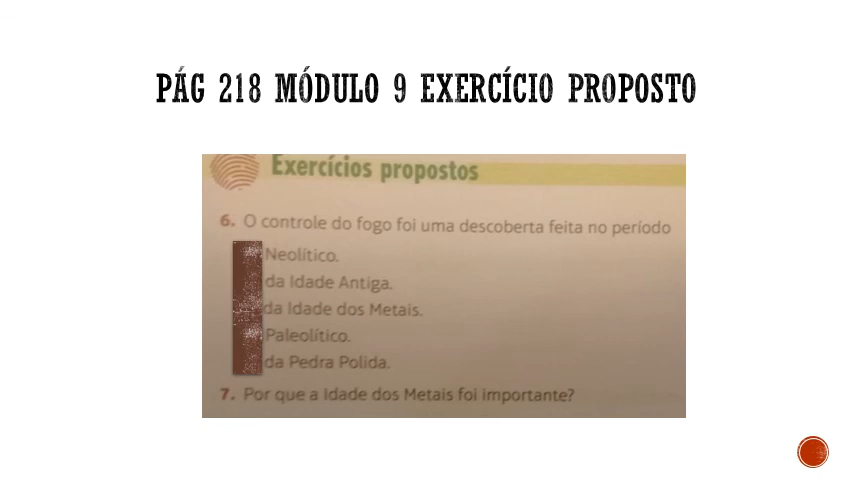 PÁG 218 MÓDULO 9 EXERCÍCIO PROPOSTO
Exercícios propostos
6. O controle do fogo foi uma descoberta feita no período
Neolítico.
da Idade Antiga.
da Idade dos Metais.
Paleolítico.
da Pedra Polida.
7. Por que a Idade dos Metais foi importante?